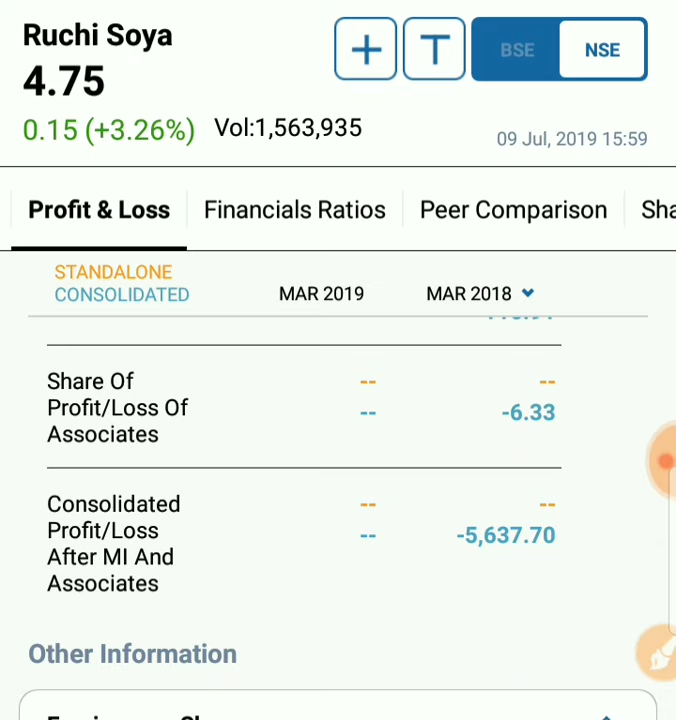 Ruchi Soya
4.75
0.15 (+3.26%) Vol:1,563,935
T
BSE NSE
09 Jul, 2019 15:59
Profit & Loss Financials Ratios Peer Comparison Sha
STANDALONE
CONSOLIDATED
MAR 2019 MAR 2018
Share Of
Profit/Loss Of
Associates
-- --
-- -6.33
Consolidated
Profit/Loss
After MI And
Associates
-- --
-- -5,637.70
Other Information